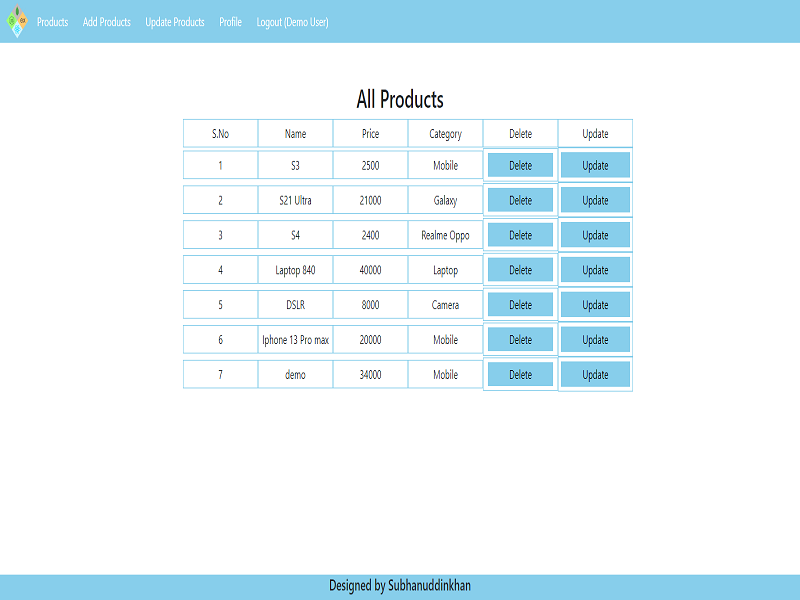 Products Add Products Update Products Profile Logout (Demo User)
All Products
S.No Name Price Category Delete Update
1 S3 2500 Mobile Delete Update
2 S21 Ultra 21000 Galaxy Delete Update
3 S4 2400 Realme Oppo Delete Update
4 Laptop 840 40000 Laptop Delete Update
5 DSLR 8000 Camera Delete Update
6 Iphone 13 Pro max 20000 Mobile Delete Update
7 demo 34000 Mobile Delete Update
Designed by Subhanuddinkhan